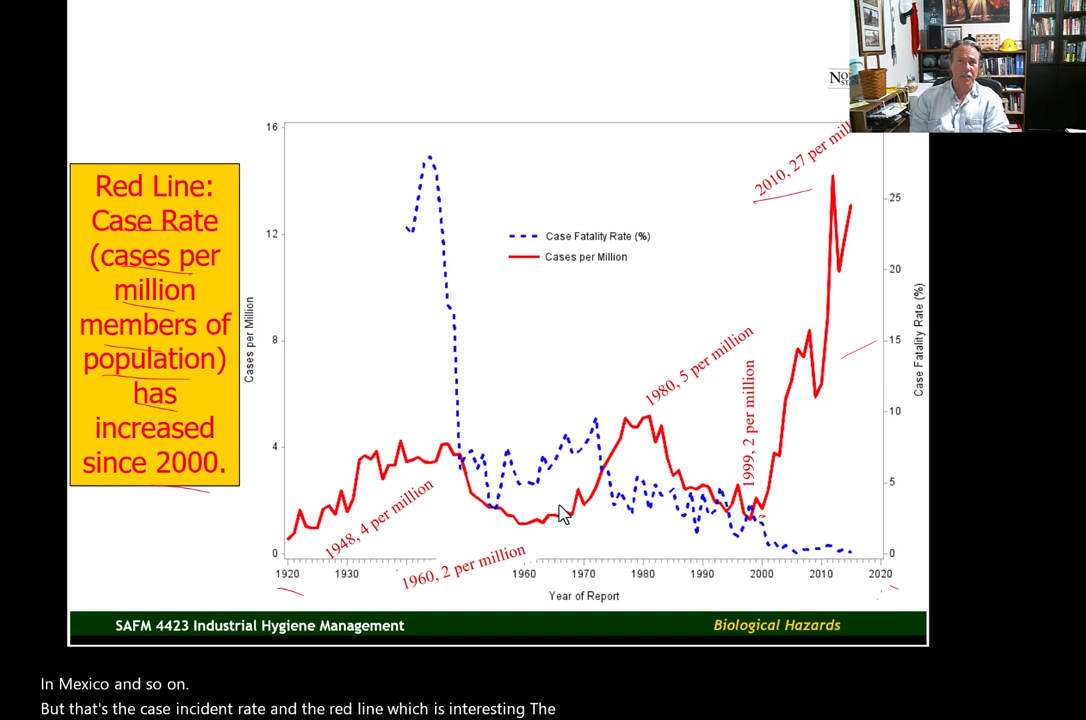 No
16
12
8
4
0
Cases per Million
25
20
15
10
5
0
Case Fatality Rate (%)
Case Fatality Rate (%)
Cases per Million
2010, 27 per
1980, 5 per million
1999, 2 per million
1948, 4 per million
1960, 2 per million
Red Line:
Case Rate
(cases per
million
members of
population)
has
increased
since 2000.
1920
1930
1960
1970
1980
1990
2000
2010
2020
Year of Report
SAFM 4423 Industrial Hygiene Management
Biological Hazards
In Mexico and so on.
But that's the case incident rate and the red line which is interesting The